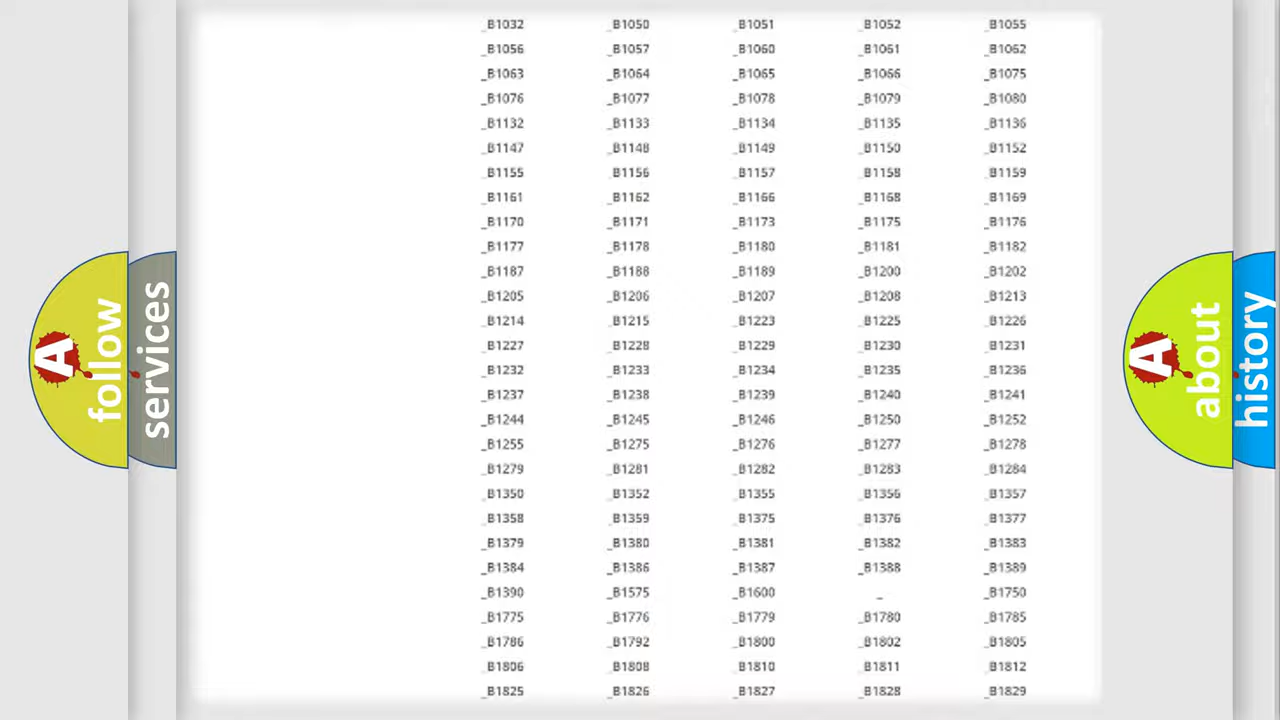 _B1032 _B1050 _B1051 _B1052 _B1055
_B1056 _B1057 _B1060 _B1061 _B1062
_B1063 _B1064 _B1065 _B1066 _B1075
_B1076 _B1077 _B1078 _B1079 _B1080
_B1132 _B1133 _B1134 _B1135 _B1136
_B1147 _B1148 _B1149 _B1150 _B1152
_B1155 _B1156 _B1157 _B1158 _B1159
_B1161 _B1162 _B1166 _B1168 _B1169
_B1170 _B1171 _B1173 _B1175 _B1176
_B1177 _B1178 _B1180 _B1181 _B1182
_B1187 _B1188 _B1189 _B1200 _B1202
_B1205 _B1206 _B1207 _B1208 _B1213
_B1214 _B1215 _B1223 _B1225 _B1226
_B1227 _B1228 _B1229 _B1230 _B1231
_B1232 _B1233 _B1234 _B1235 _B1236
_B1237 _B1238 _B1239 _B1240 _B1241
_B1244 _B1245 _B1246 _B1250 _B1252
_B1255 _B1275 _B1276 _B1277 _B1278
_B1279 _B1281 _B1282 _B1283 _B1284
_B1350 _B1352 _B1355 _B1356 _B1357
_B1358 _B1359 _B1375 _B1376 _B1377
_B1379 _B1380 _B1381 _B1382 _B1383
_B1384 _B1386 _B1387 _B1388 _B1389
_B1390 _B1575 _B1600 _ _B1750
_B1775 _B1776 _B1779 _B1780 _B1785
_B1786 _B1792 _B1800 _B1802 _B1805
_B1806 _B1808 _B1810 _B1811 _B1812
_B1825 _B1826 _B1827 _B1828 _B1829
A
follow
services
A
about
history